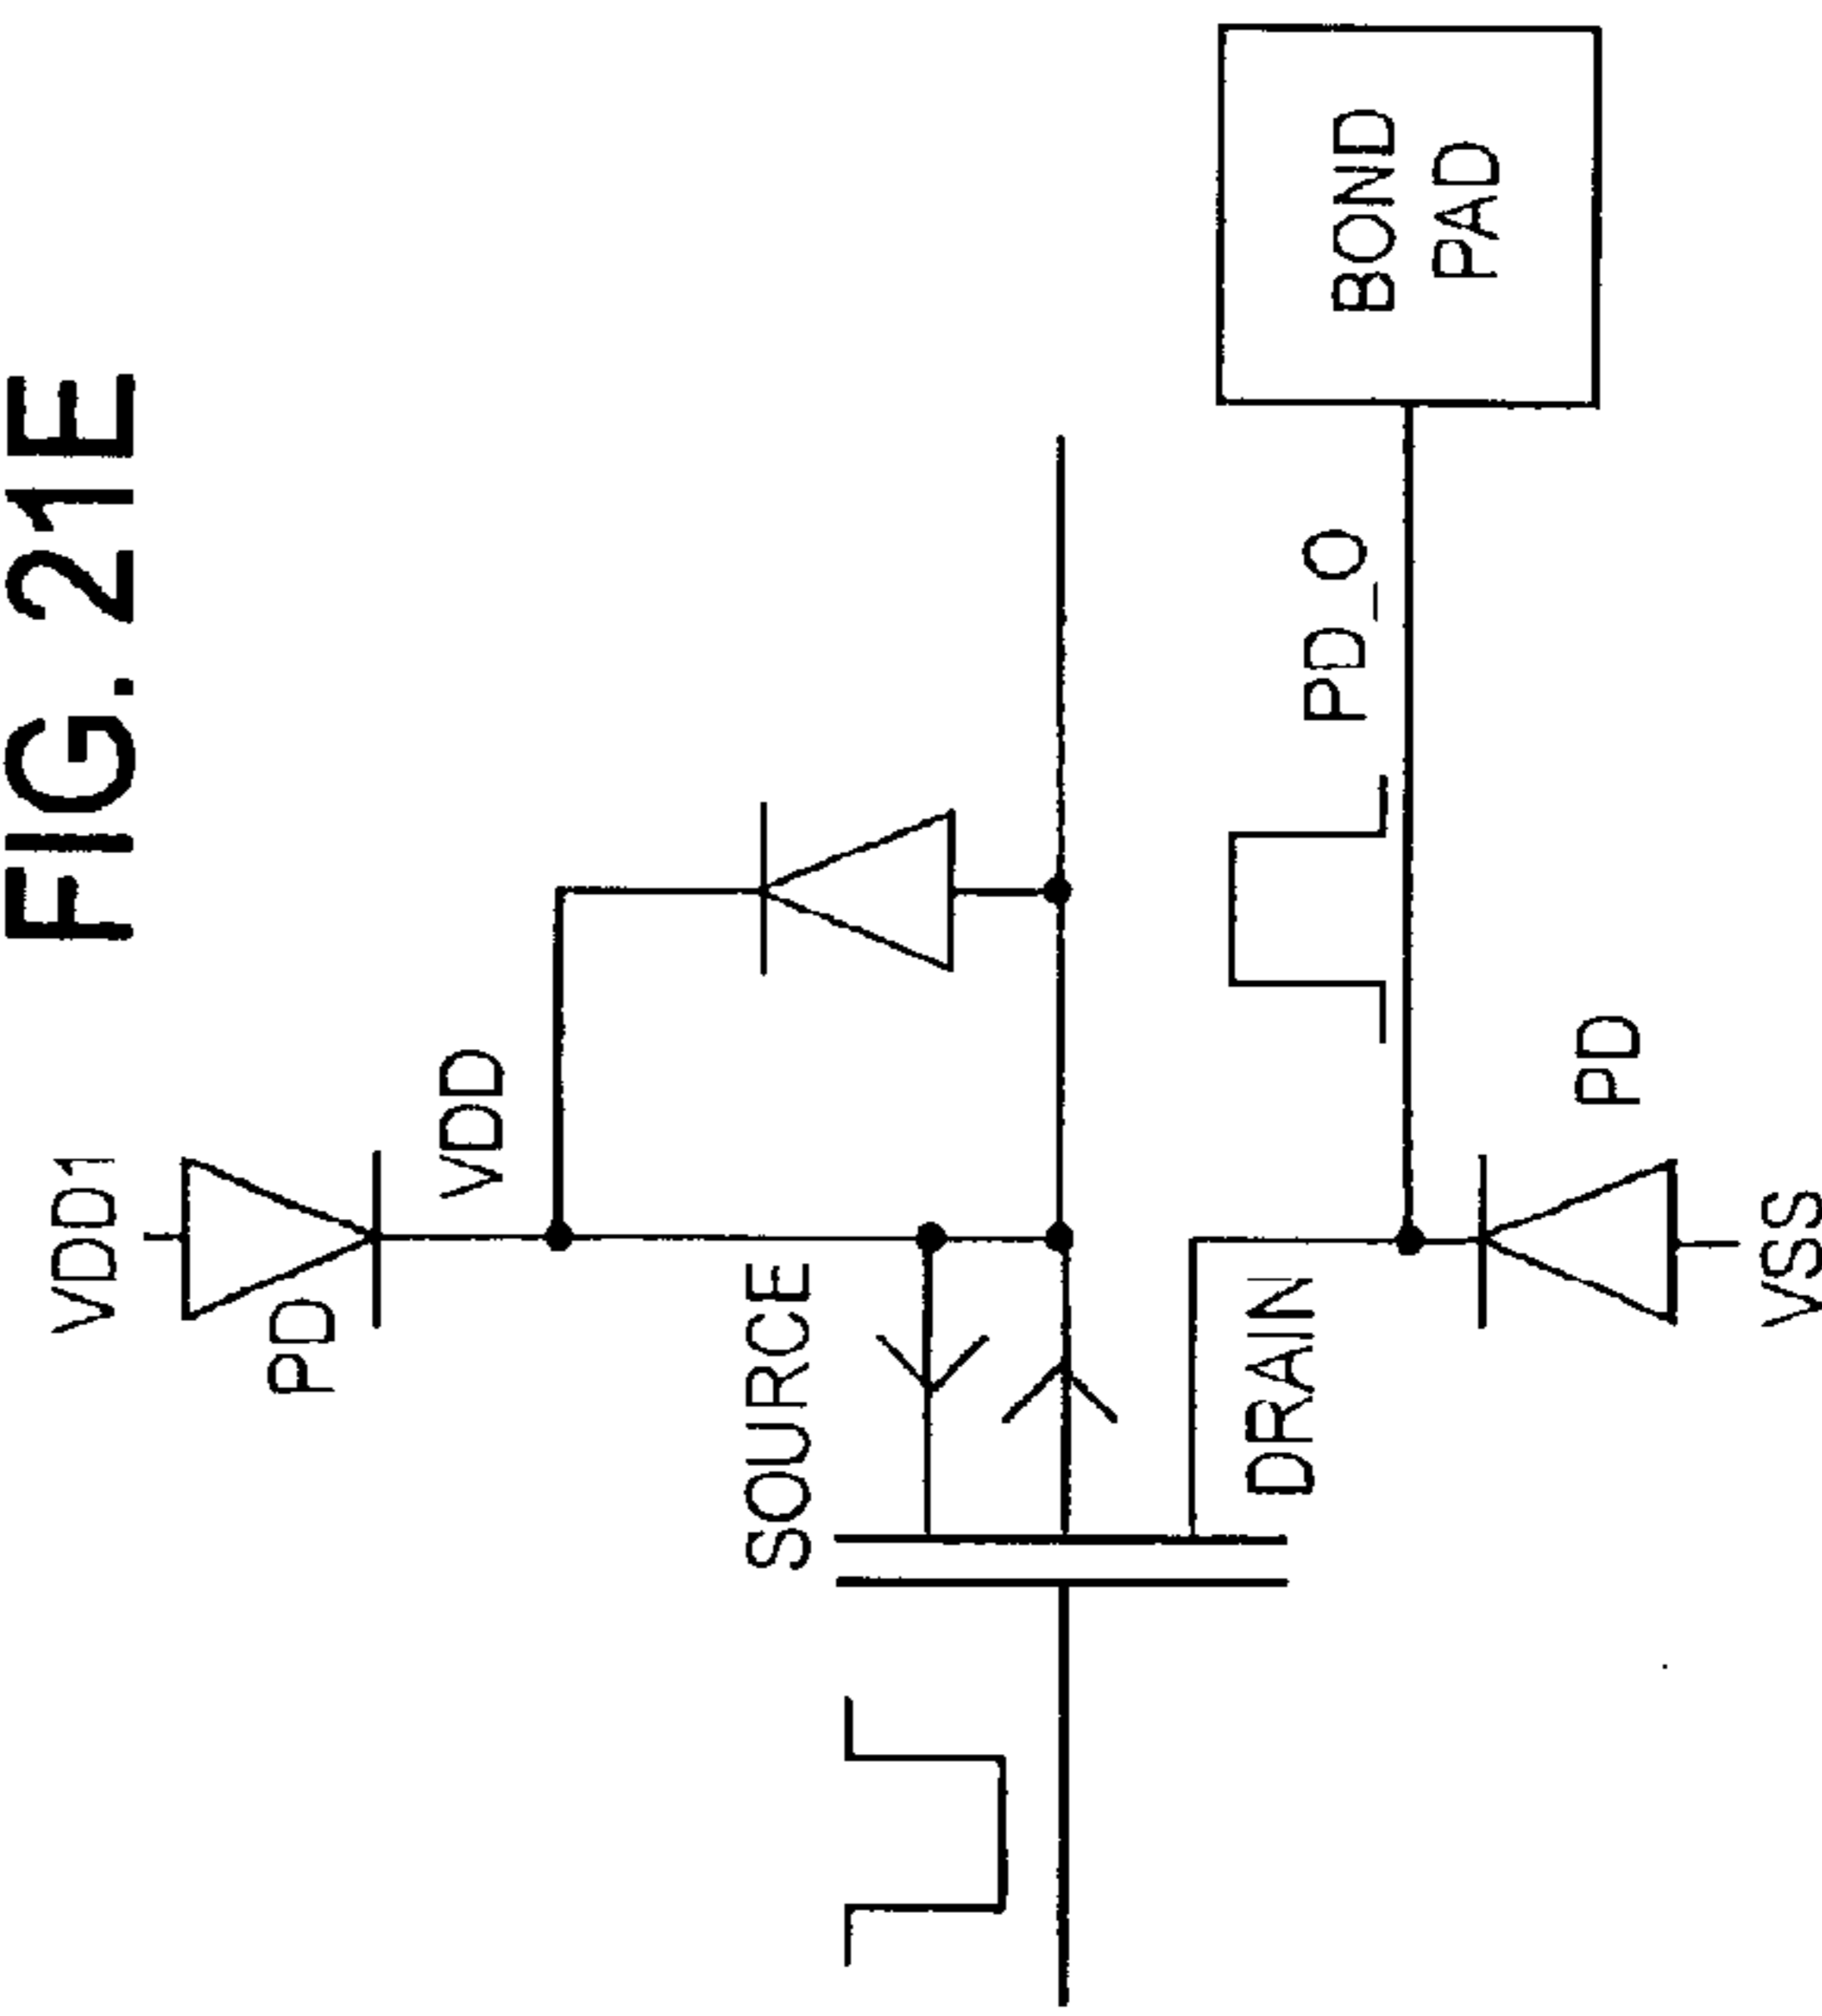 FIG. 21E
VDD1
PD
VDD
SOURCE
DRAIN
PD_O
BOND
PAD
PD
VSS